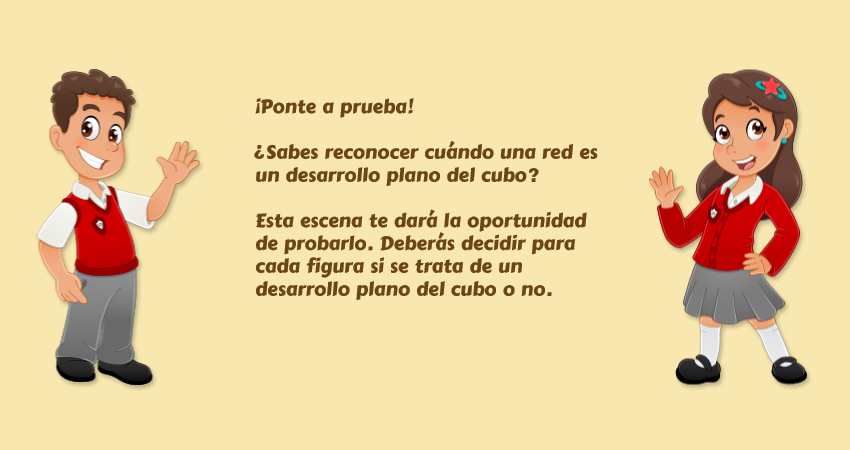 ¡Ponte a prueba!
¿Sabes reconocer cuándo una red es
un desarrollo plano del cubo?
Esta escena te dará la oportunidad
de probarlo. Deberás decidir para
cada figura si se trata de un
desarrollo plano del cubo o no.